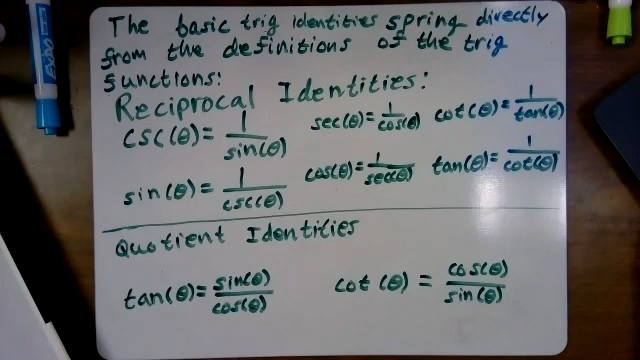 The basic trig identities spring directly
from the definitions of the trig
functions:
Reciprocal Identities:
csc(θ) = 1/sin(θ) sec(θ) = 1/cos(θ) cot(θ) = 1/tan(θ)
sin(θ) = 1/csc(θ) cos(θ) = 1/sec(θ) tan(θ) = 1/cot(θ)
Quotient Identities
tan(θ) = sin(θ)/cos(θ) cot(θ) = cos(θ)/sin(θ)
EXPO